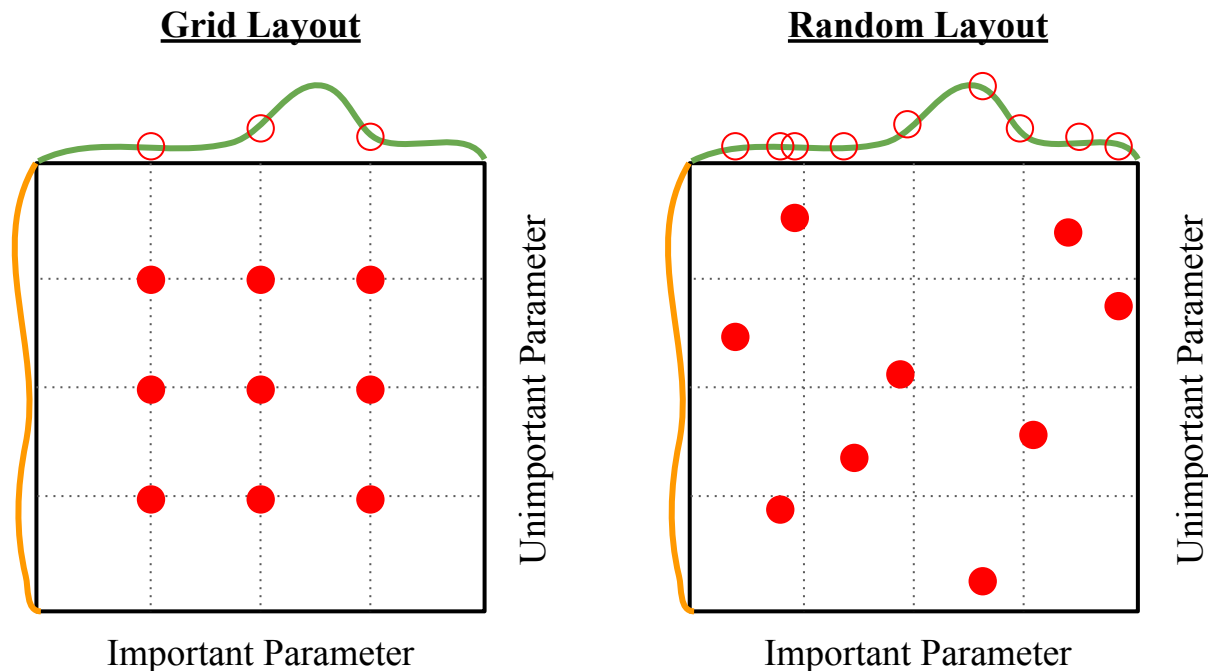 Grid Layout
Unimportant Parameter
Important Parameter
Random Layout
Unimportant Parameter
Important Parameter